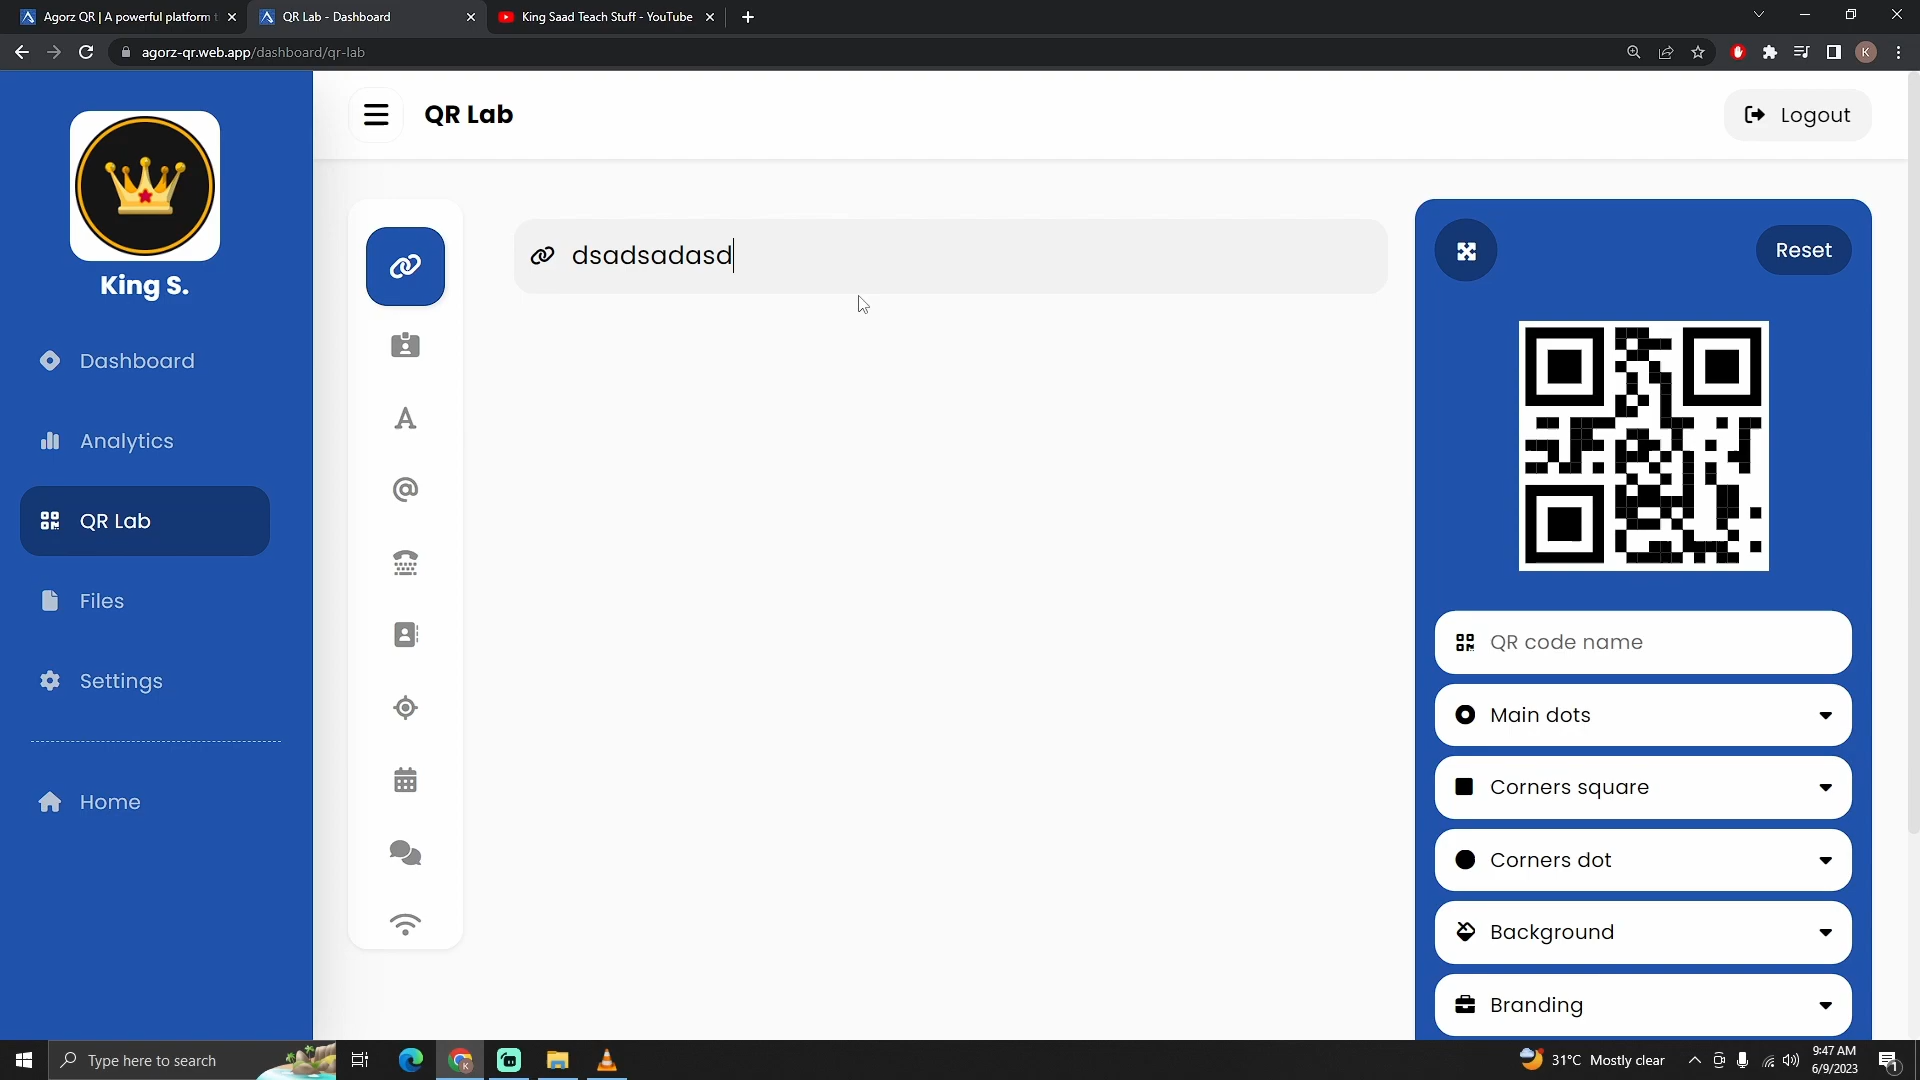 Agorz QR | A powerful platform
QR Lab - Dashboard
King Saad Teach Stuff - YouTube
agorz-qr.web.app/dashboard/qr-lab
K
King S.
Dashboard
Analytics
QR Lab
Files
Settings
Home
QR Lab
Logout
dsadsadasd
Reset
QR code name
Main dots
Corners square
Corners dot
Background
Branding
Type here to search
31°C Mostly clear
9:47 AM
6/9/2023
1